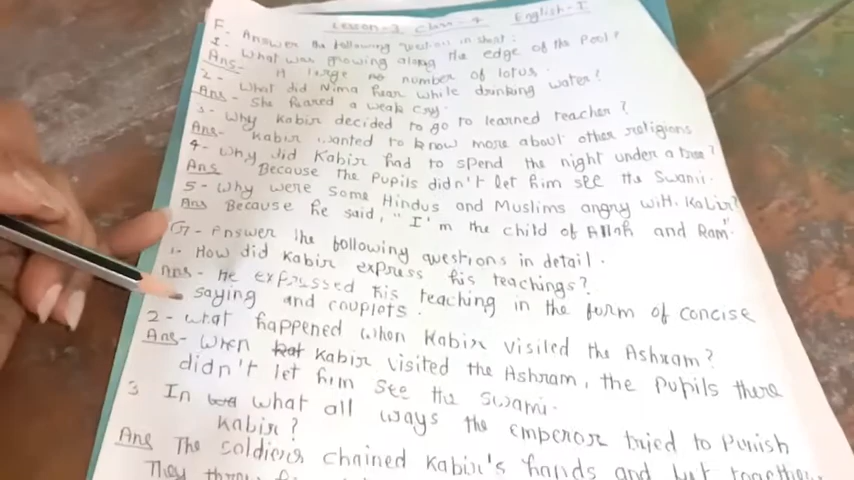 Lesson-3 Class-4 English-I
F- Answer the following question in short:
1- What was growing along the edge of the Pool?
Ans- A large no number of lotus.
2- What did Nima hear while drinking water?
Ans- She heared a weak cry.
3- Why Kabir decided to go to learned teacher?
Ans- Kabir wanted to know more about other religions
4- Why did Kabir had to spend the night under a tree?
Ans Because the Pupils didn't let him see the Swami.
5- Why were some Hindus and Muslims angry with Kabir?
Ans Because he said, "I'm the child of Allah and Ram"
G- Answer the following questions in detail.
1- How did Kabir express his teachings?
Ans- He expressed his teaching in the form of concise
saying and couplets.
2- What happened when Kabir visited the Ashram?
Ans- When Kabir visited the Ashram, the Pupils there
didn't let him see the Swami.
3 In what all ways the emperor tried to Punish
Kabir?
Ans The soldiers chained Kabir's hands and
They